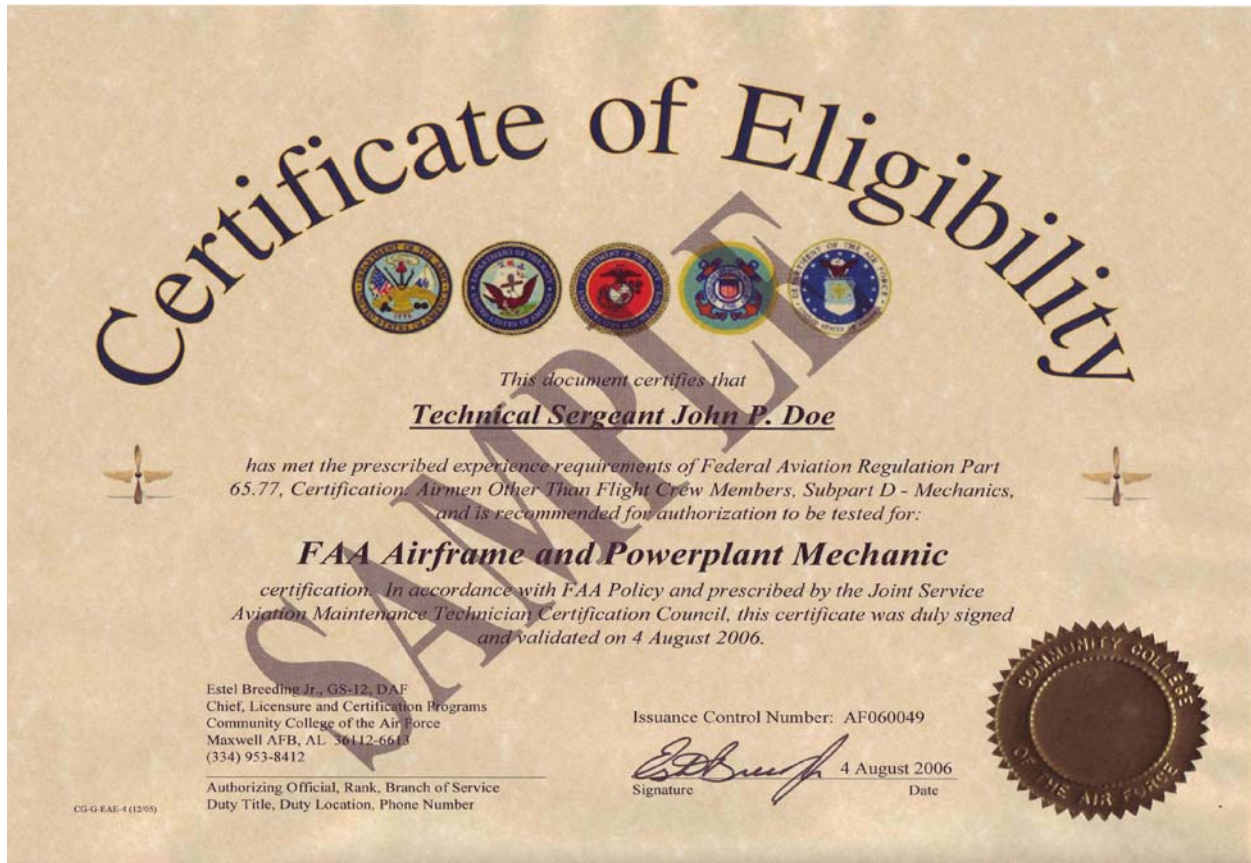 Certificate of Eligibility
This document certifies that
Technical Sergeant John P. Doe
has met the prescribed experience requirements of Federal Aviation Regulation Part
65.77, Certification: Airmen Other Than Flight Crew Members, Subpart D - Mechanics,
and is recommended for authorization to be tested for:
FAA Airframe and Powerplant Mechanic
certification. In accordance with FAA Policy and prescribed by the Joint Service
Aviation Maintenance Technician Certification Council, this certificate was duly signed
and validated on 4 August 2006.
SAMPLE
Estel Breeding Jr., GS-12, DAF
Chief, Licensure and Certification Programs
Community College of the Air Force
Maxwell AFB, AL 36112-6613
(334) 953-8412
Authorizing Official, Rank, Branch of Service
Duty Title, Duty Location, Phone Number
Issuance Control Number: AF060049
4 August 2006
Signature Date
COMMUNITY COLLEGE
OF THE AIR FORCE
CG-G-EAE-4 (12/05)